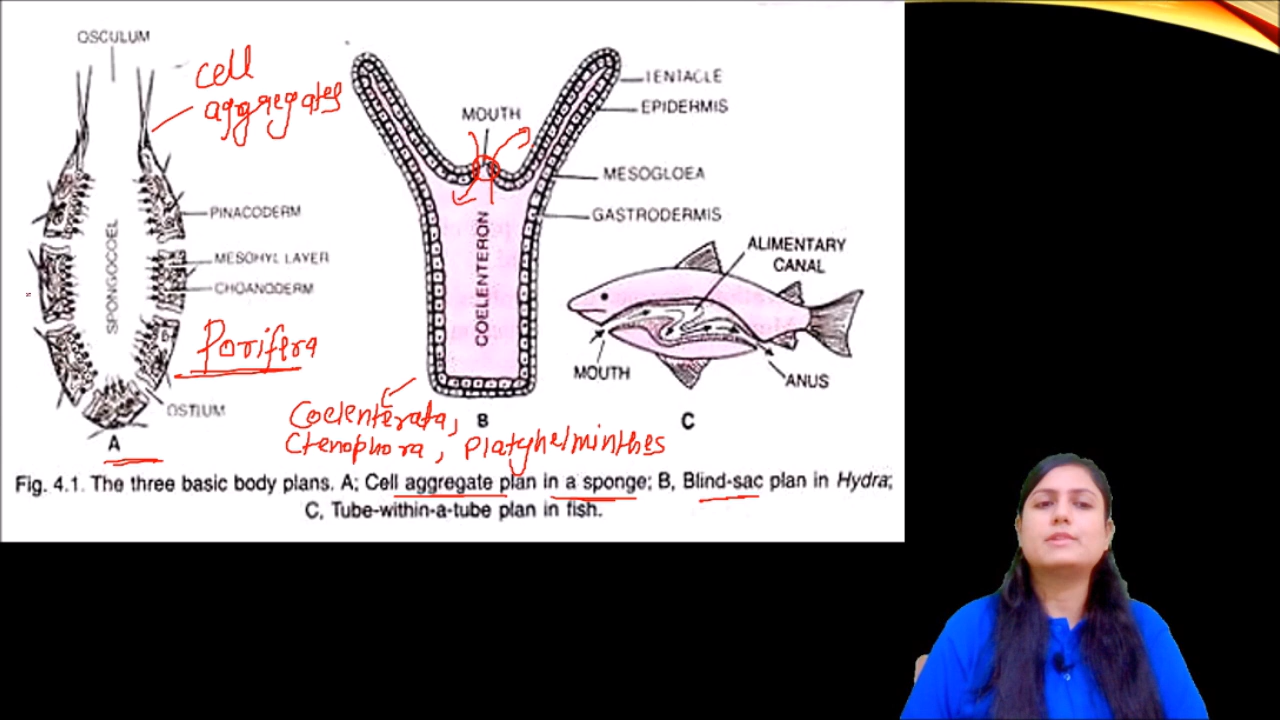 OSCULUM
cell
aggregates
SPONGOCOEL
PINACODERM
MESOHYL LAYER
CHOANODERM
Porifera
OSTIUM
A
MOUTH
TENTACLE
EPIDERMIS
MESOGLOEA
GASTRODERMIS
COELENTERON
B
Coelenterata,
Ctenophora, Platyhelminthes
ALIMENTARY
CANAL
MOUTH
ANUS
C
Fig. 4.1. The three basic body plans. A; Cell aggregate plan in a sponge; B, Blind-sac plan in Hydra;
C, Tube-within-a-tube plan in fish.